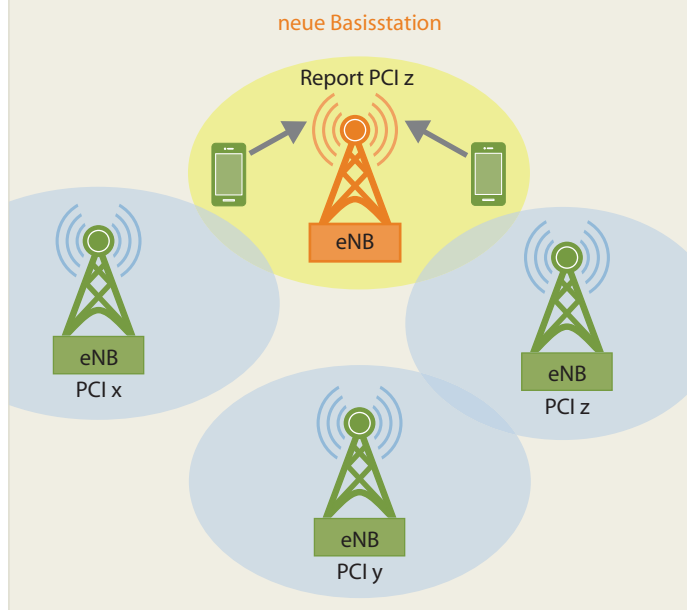 neue Basisstation
Report PCI z
eNB
eNB
PCI x
eNB
PCI z
eNB
PCI y